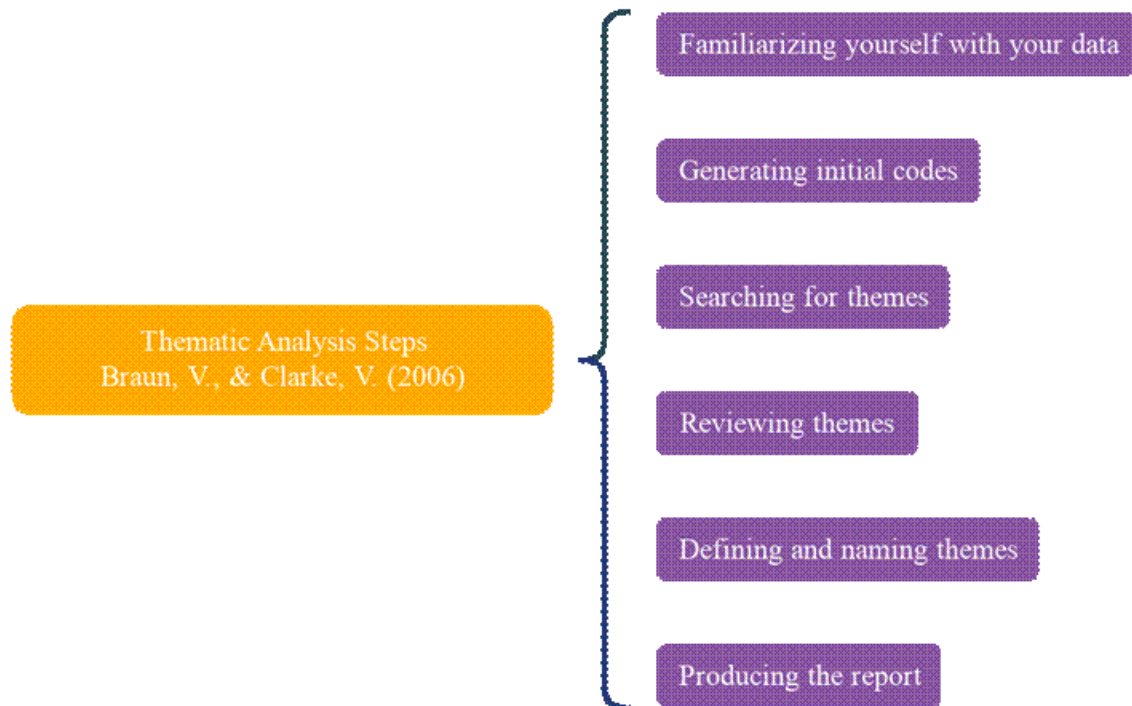 Familiarizing yourself with your data
Generating initial codes
Searching for themes
Thematic Analysis Steps
Braun, V., & Clarke, V. (2006)
Reviewing themes
Defining and naming themes
Producing the report